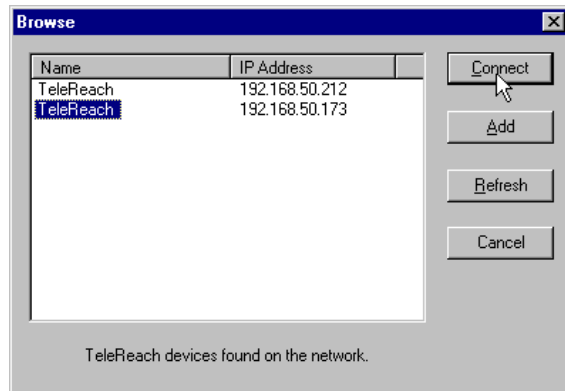 Browse
Name IP Address
TeleReach 192.168.50.212
TeleReach 192.168.50.173
Connect
Add
Refresh
Cancel
TeleReach devices found on the network.